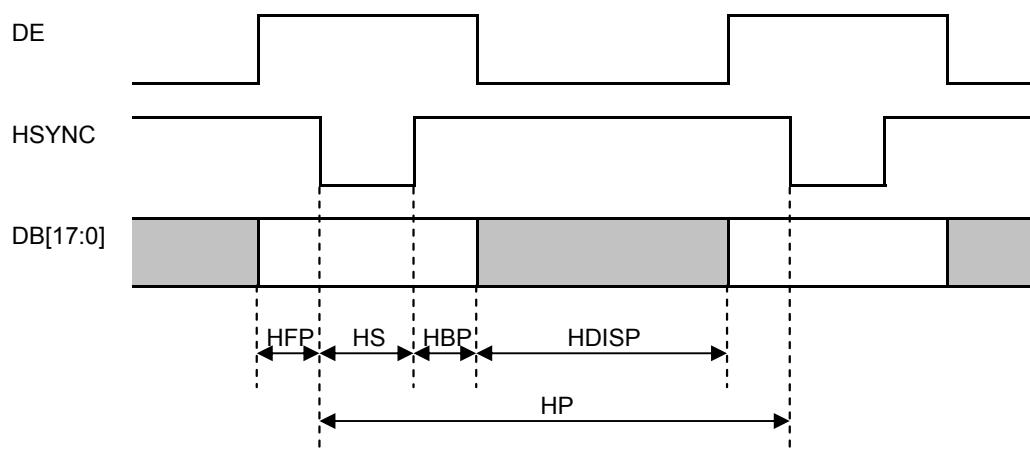 DE
HSYNC
DB[17:0]
HFP HS HBP HDISP
HP